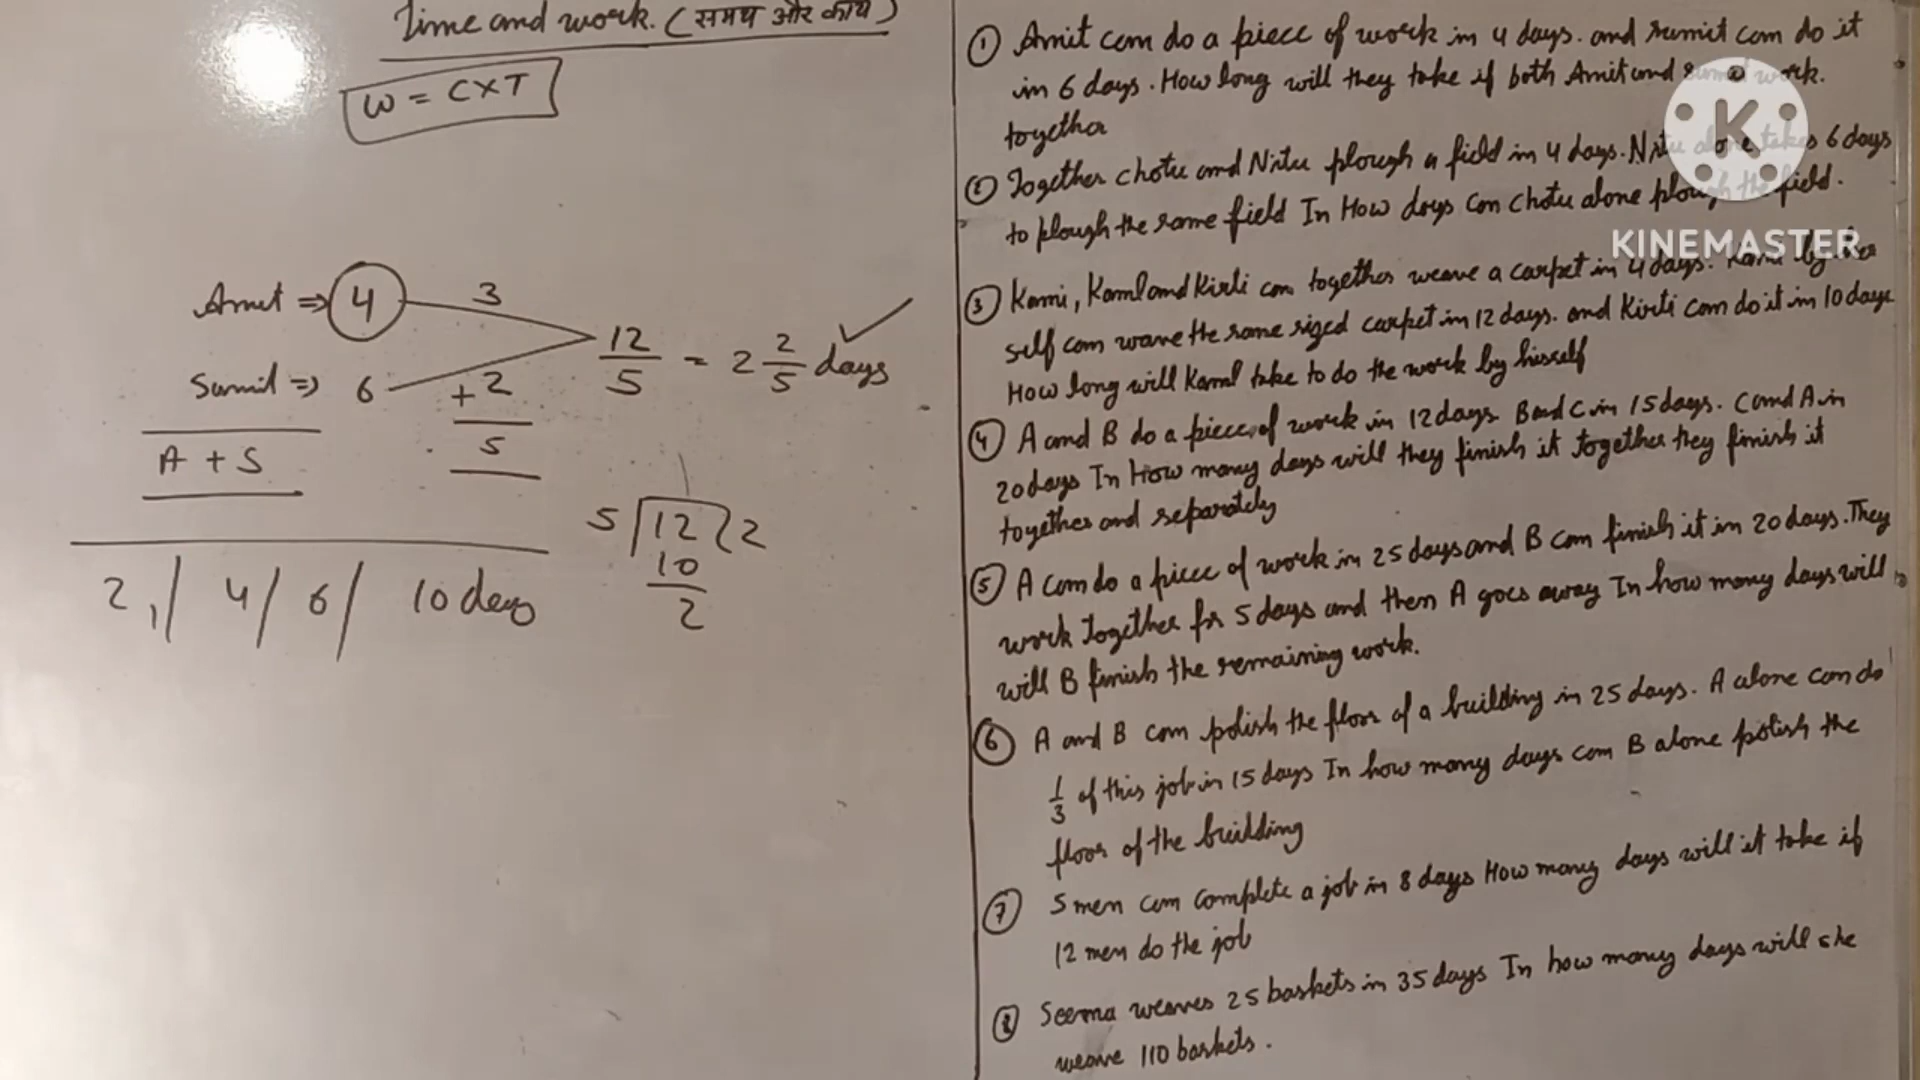 Time and work. (समय और कार्य)
W = C×T
Amit ⇒ 4 3
Sumit ⇒ 6 +2
12/5 = 2 2/5 days ✓
A + S 5
5 12 2
10
2
2, / 4 / 6 / 10 days
① Amit can do a piece of work in 4 days. and sumit can do it
in 6 days. How long will they take if both Amit and work.
together
② Together chotu and Nitu plough a field in 4 days. Nitu alone takes 6 days
to plough the same field In How days can chotu alone plough the field.
③ Kami, Kaml and Kirti can together weave a carpet in 4 days. Kami by her
self can wave the same sized carpet in 12 days. and Kirti can do it in 10 days
How long will Kaml take to do the work by hisself
④ A and B do a piece of work in 12 days B and C in 15 days. C and A in
20 days In How many days will they finish it together they finish it
together and separately
⑤ A can do a piece of work in 25 days and B can finish it in 20 days. They
work together for 5 days and then A goes away In how many days will
will B finish the remaining work.
⑥ A and B can polish the floor of a building in 25 days. A alone can do
1/3 of this job in 15 days In how many days can B alone polish the
floor of the building
⑦ 5 men can complete a job in 8 days How many days will it take if
12 men do the job
⑧ Seema weaves 25 baskets in 35 days In how many days will she
weave 110 baskets.
K
KINEMASTER